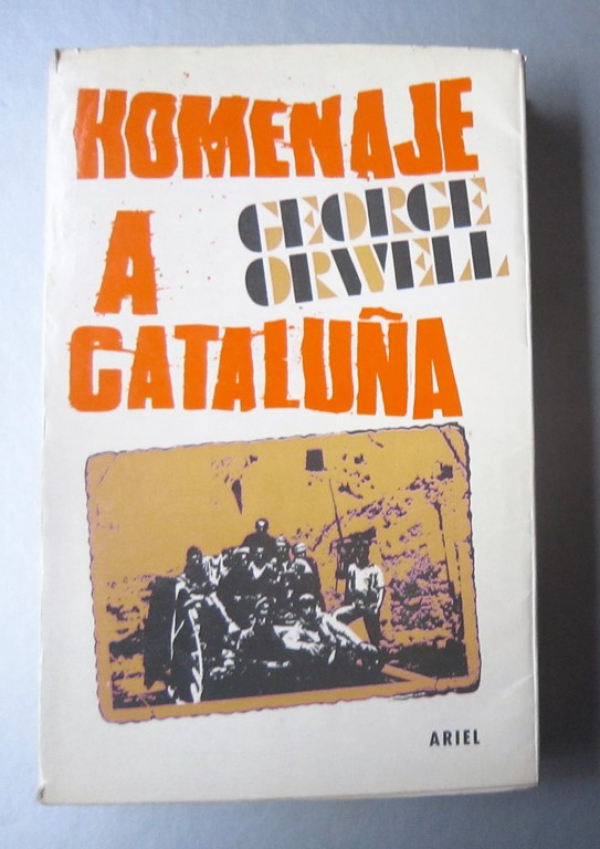 HOMENAJE
A
GEORGE
ORWELL
CATALUÑA
ARIEL